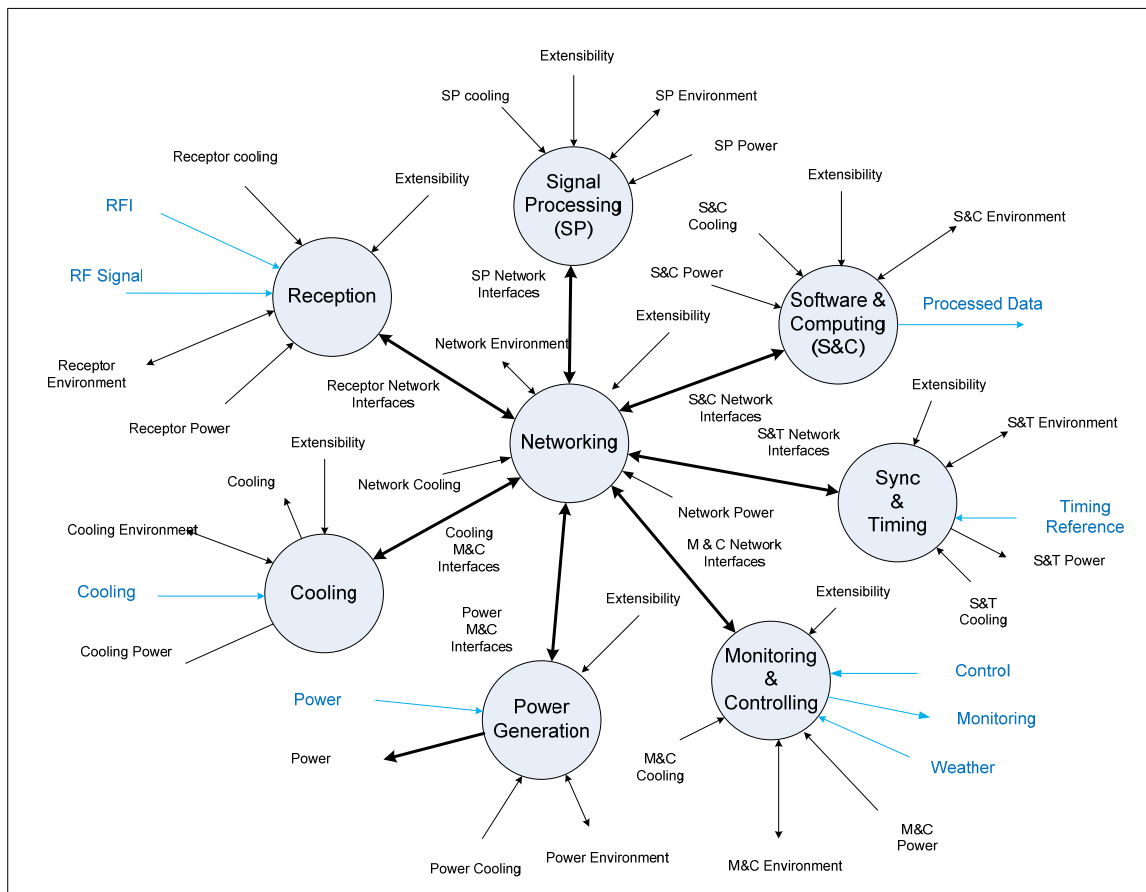 Extensibility
SP cooling
SP Environment
SP Power
Signal
Processing
(SP)
Receptor cooling
Extensibility
RFI
RF Signal
Reception
Receptor
Environment
Receptor Power
SP Network
Interfaces
Extensibility
S&C
Cooling
S&C Environment
S&C Power
Software &
Computing
(S&C)
Processed Data
Extensibility
Network Environment
Receptor Network
Interfaces
Networking
S&C Network
Interfaces
S&T Network
Interfaces
Network Cooling
Network Power
Extensibility
S&T Environment
Sync
&
Timing
Timing
Reference
S&T Power
S&T
Cooling
Extensibility
Cooling
Cooling Environment
Cooling
Cooling
Cooling Power
Cooling
M&C
Interfaces
M & C Network
Interfaces
Power
M&C
Interfaces
Extensibility
Power
Power
Generation
Power
Power Cooling
Power Environment
Extensibility
Monitoring
&
Controlling
Control
Monitoring
Weather
M&C
Cooling
M&C Environment
M&C
Power